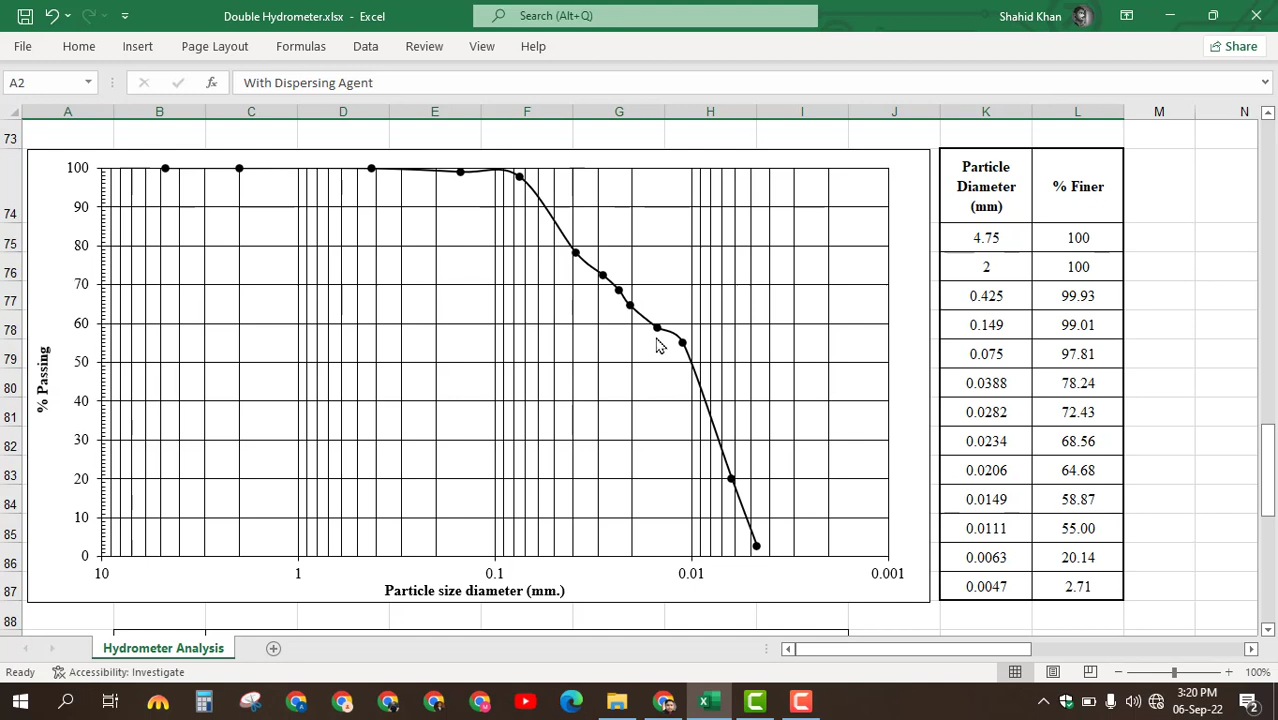 Double Hydrometer.xlsx - Excel
Search (Alt+Q)
Shahid Khan
File Home Insert Page Layout Formulas Data Review View Help Share
A2 fx With Dispersing Agent
A B C D E F G H I J K L M N
73
74
75
76
77
78
79
80
81
82
83
84
85
86
87
88
100
90
80
70
60
50
40
30
20
10
0
% Passing
10 1 0.1 0.01 0.001
Particle size diameter (mm.)
Particle
Diameter
(mm)
% Finer
4.75 100
2 100
0.425 99.93
0.149 99.01
0.075 97.81
0.0388 78.24
0.0282 72.43
0.0234 68.56
0.0206 64.68
0.0149 58.87
0.0111 55.00
0.0063 20.14
0.0047 2.71
Hydrometer Analysis
Ready Accessibility: Investigate 100%
3:20 PM
06-Sep-22
2